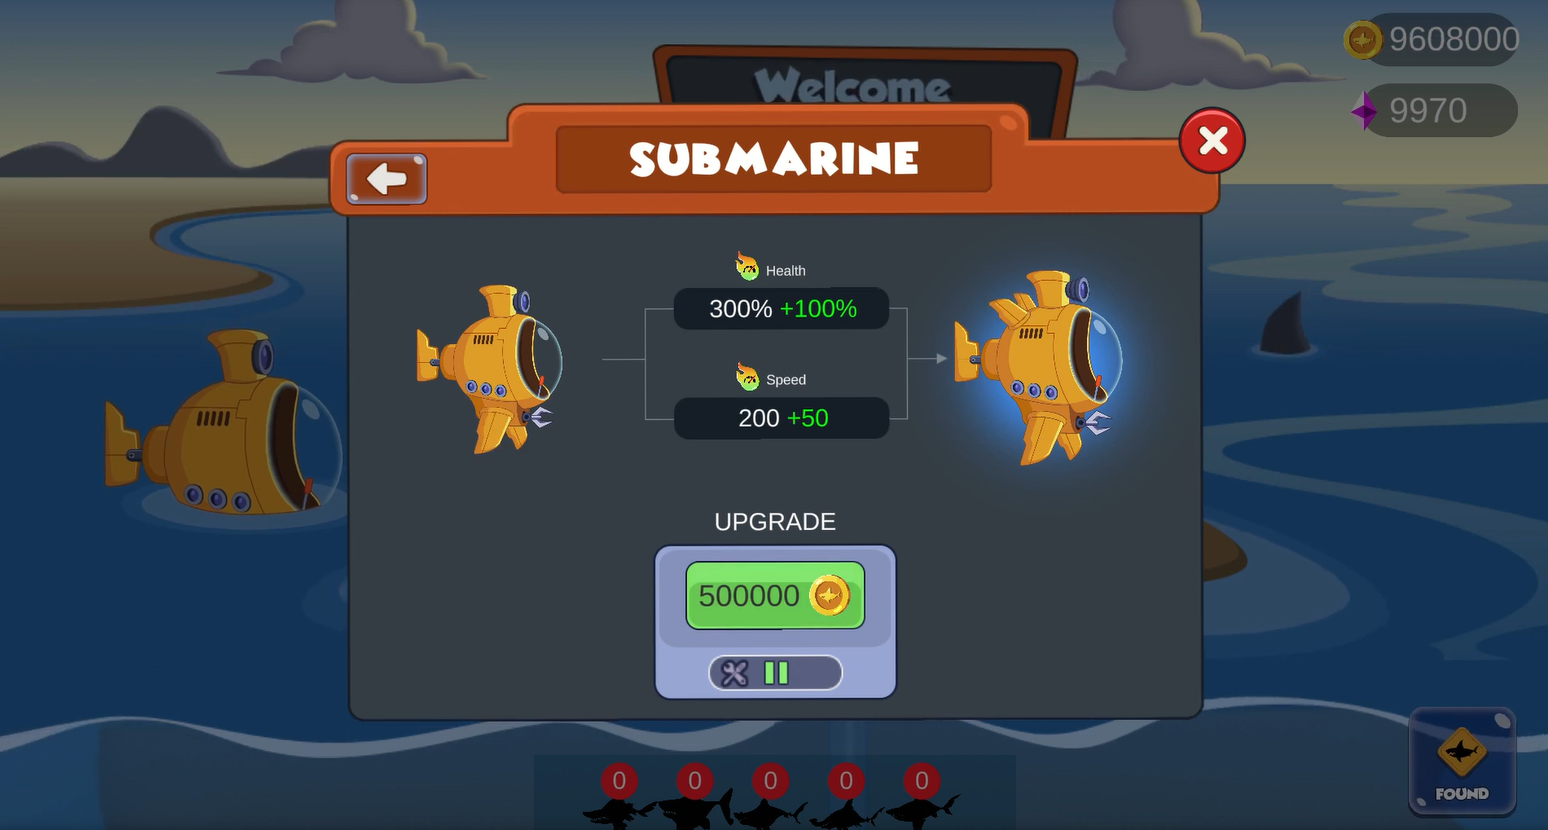 9608000
Welcome
9970
SUBMARINE
Health
300% +100%
Speed
200 +50
UPGRADE
500000
0 0 0 0 0
FOUND